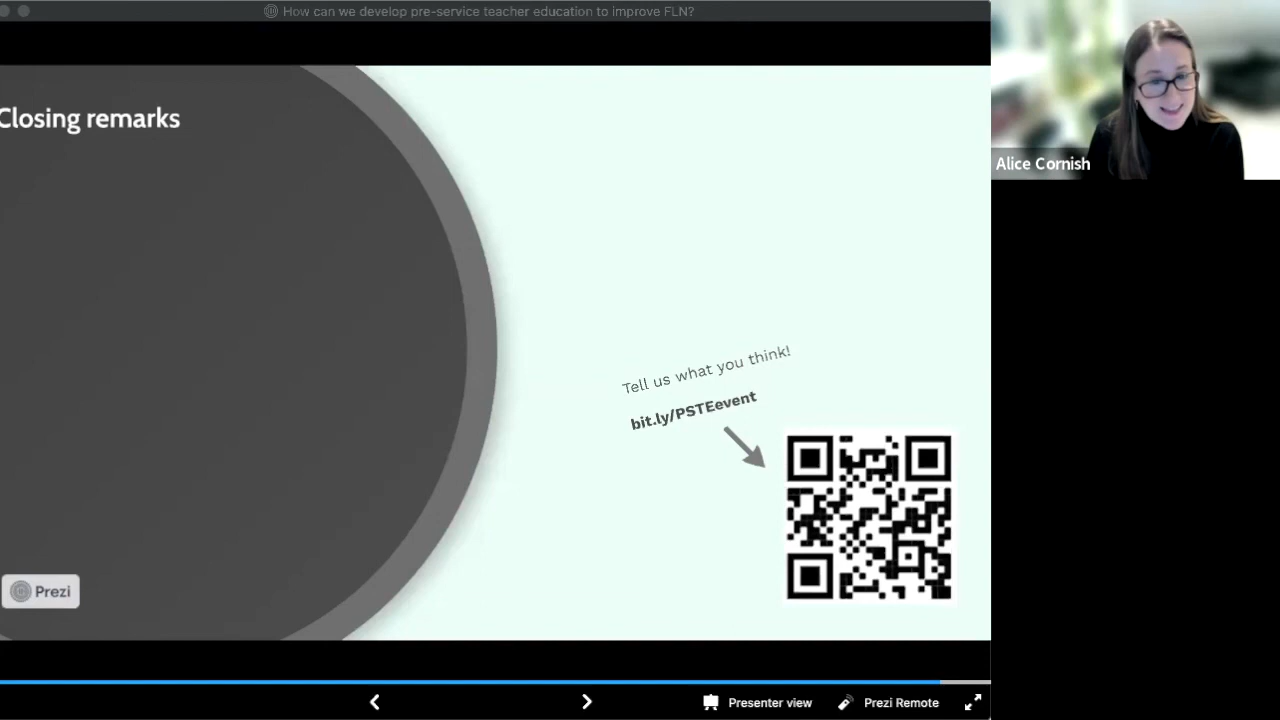 How can we develop pre-service teacher education to improve FLN?
Closing remarks
Alice Cornish
Tell us what you think!
bit.ly/PSTEevent
Prezi
Presenter view
Prezi Remote